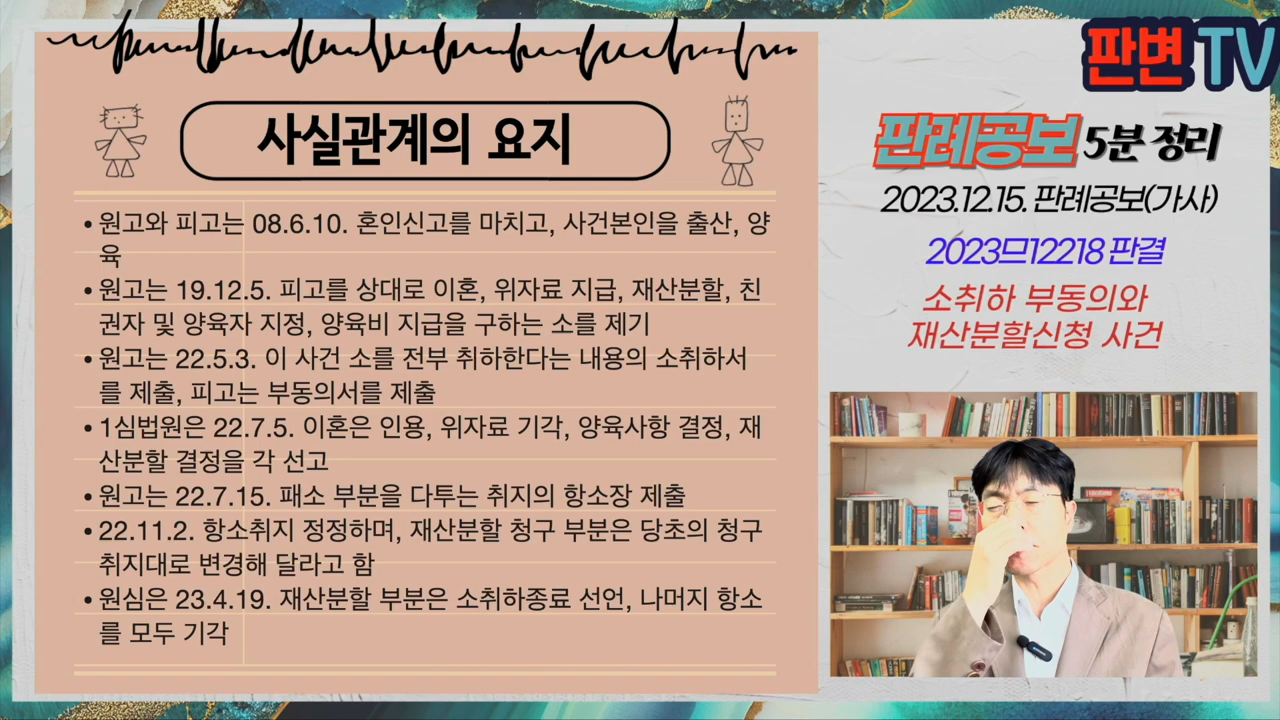 판변 TV
사실관계의 요지
• 원고와 피고는 08.6.10. 혼인신고를 마치고, 사건본인을 출산, 양
육
• 원고는 19.12.5. 피고를 상대로 이혼, 위자료 지급, 재산분할, 친
권자 및 양육자 지정, 양육비 지급을 구하는 소를 제기
• 원고는 22.5.3. 이 사건 소를 전부 취하한다는 내용의 소취하서
를 제출, 피고는 부동의서를 제출
• 1심법원은 22.7.5. 이혼은 인용, 위자료 기각, 양육사항 결정, 재
산분할 결정을 각 선고
• 원고는 22.7.15. 패소 부분을 다투는 취지의 항소장 제출
• 22.11.2. 항소취지 정정하며, 재산분할 청구 부분은 당초의 청구
취지대로 변경해 달라고 함
• 원심은 23.4.19. 재산분할 부분은 소취하종료 선언, 나머지 항소
를 모두 기각
판례공보 5분 정리
2023.12.15. 판례공보(가사)
2023므12218 판결
소취하 부동의와
재산분할신청 사건